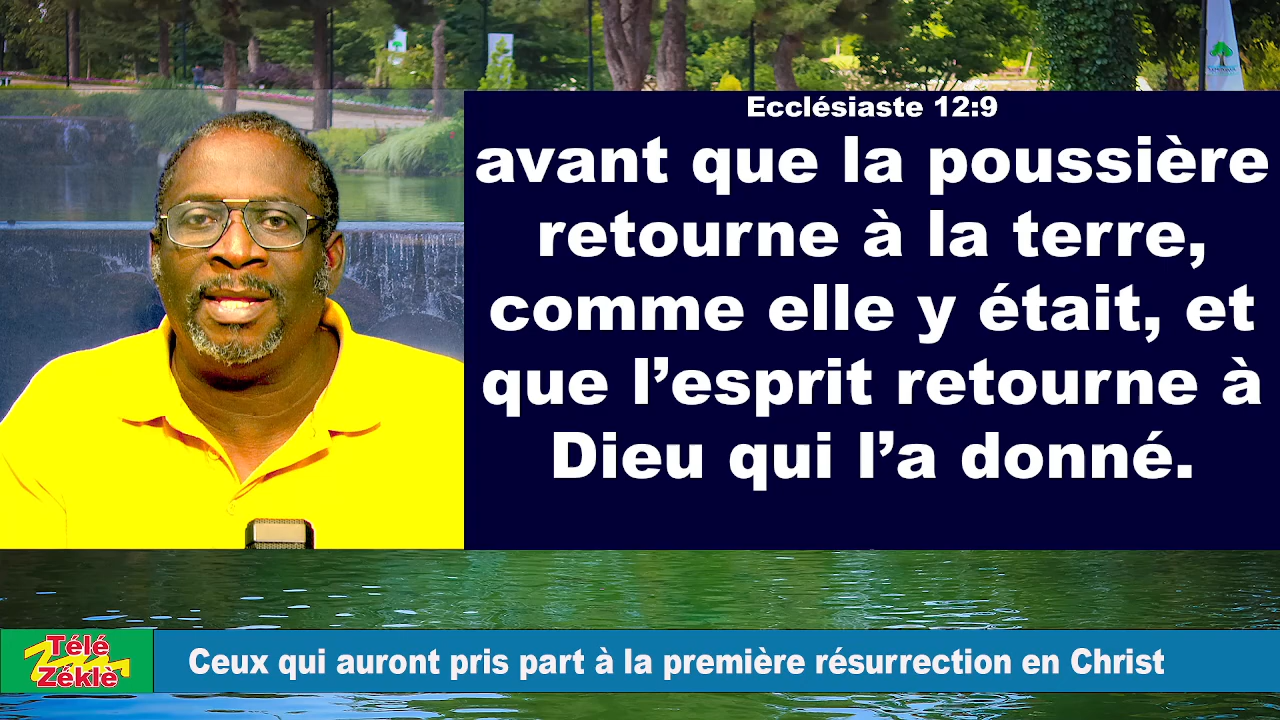 Ecclésiaste 12:9
avant que la poussière
retourne à la terre,
comme elle y était, et
que l’esprit retourne à
Dieu qui l’a donné.
Télé
Zéklè
Ceux qui auront pris part à la première résurrection en Christ